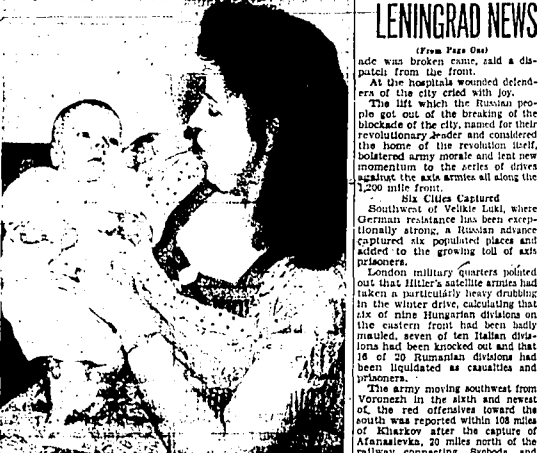 LENINGRAD NEWS
(From Page One)
ade was broken came, said a dis-
patch from the front.
At the hospitals wounded defend-
ers of the city cried with joy.
The lift which the Russian peo-
ple got out of the breaking of the
blockade of the city, named for their
revolutionary leader and considered
the home of the revolution itself,
bolstered army morale and lent new
momentum to the series of drives
against the axis armies all along the
1,200 mile front.
Six Cities Captured
Southwest of Velikie Luki, where
German resistance has been excep-
tionally strong, a Russian advance
captured six populated places and
added to the growing toll of axis
prisoners.
London military quarters pointed
out that Hitler's satellite armies had
taken a particularly heavy drubbing
in the winter drive, calculating that
six of nine Hungarian divisions on
the eastern front had been badly
mauled, seven of ten Italian divis-
ions had been knocked out and that
16 of 20 Rumanian divisions had
been liquidated as casualties and
prisoners.
The army moving southwest from
Voronezh in the sixth and newest
of the red offensives toward the
south was reported within 108 miles
of Kharkov after the capture of
Afanasievka, 20 miles north of the
railway connecting Svoboda and